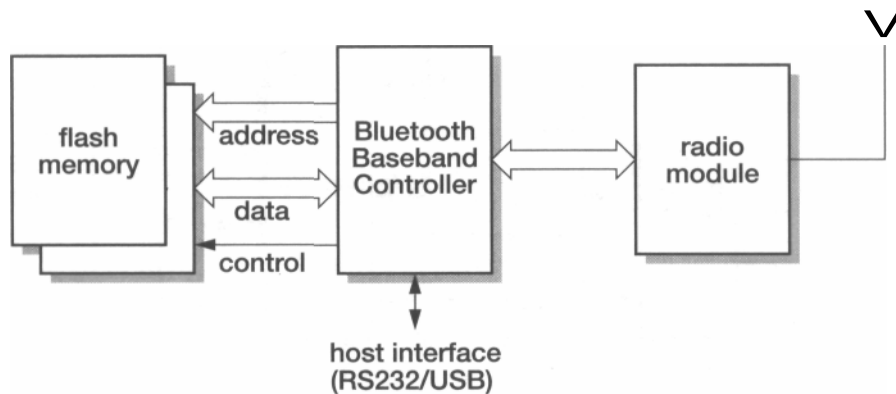 flash
memory
address
data
control
Bluetooth
Baseband
Controller
radio
module
host interface
(RS232/USB)